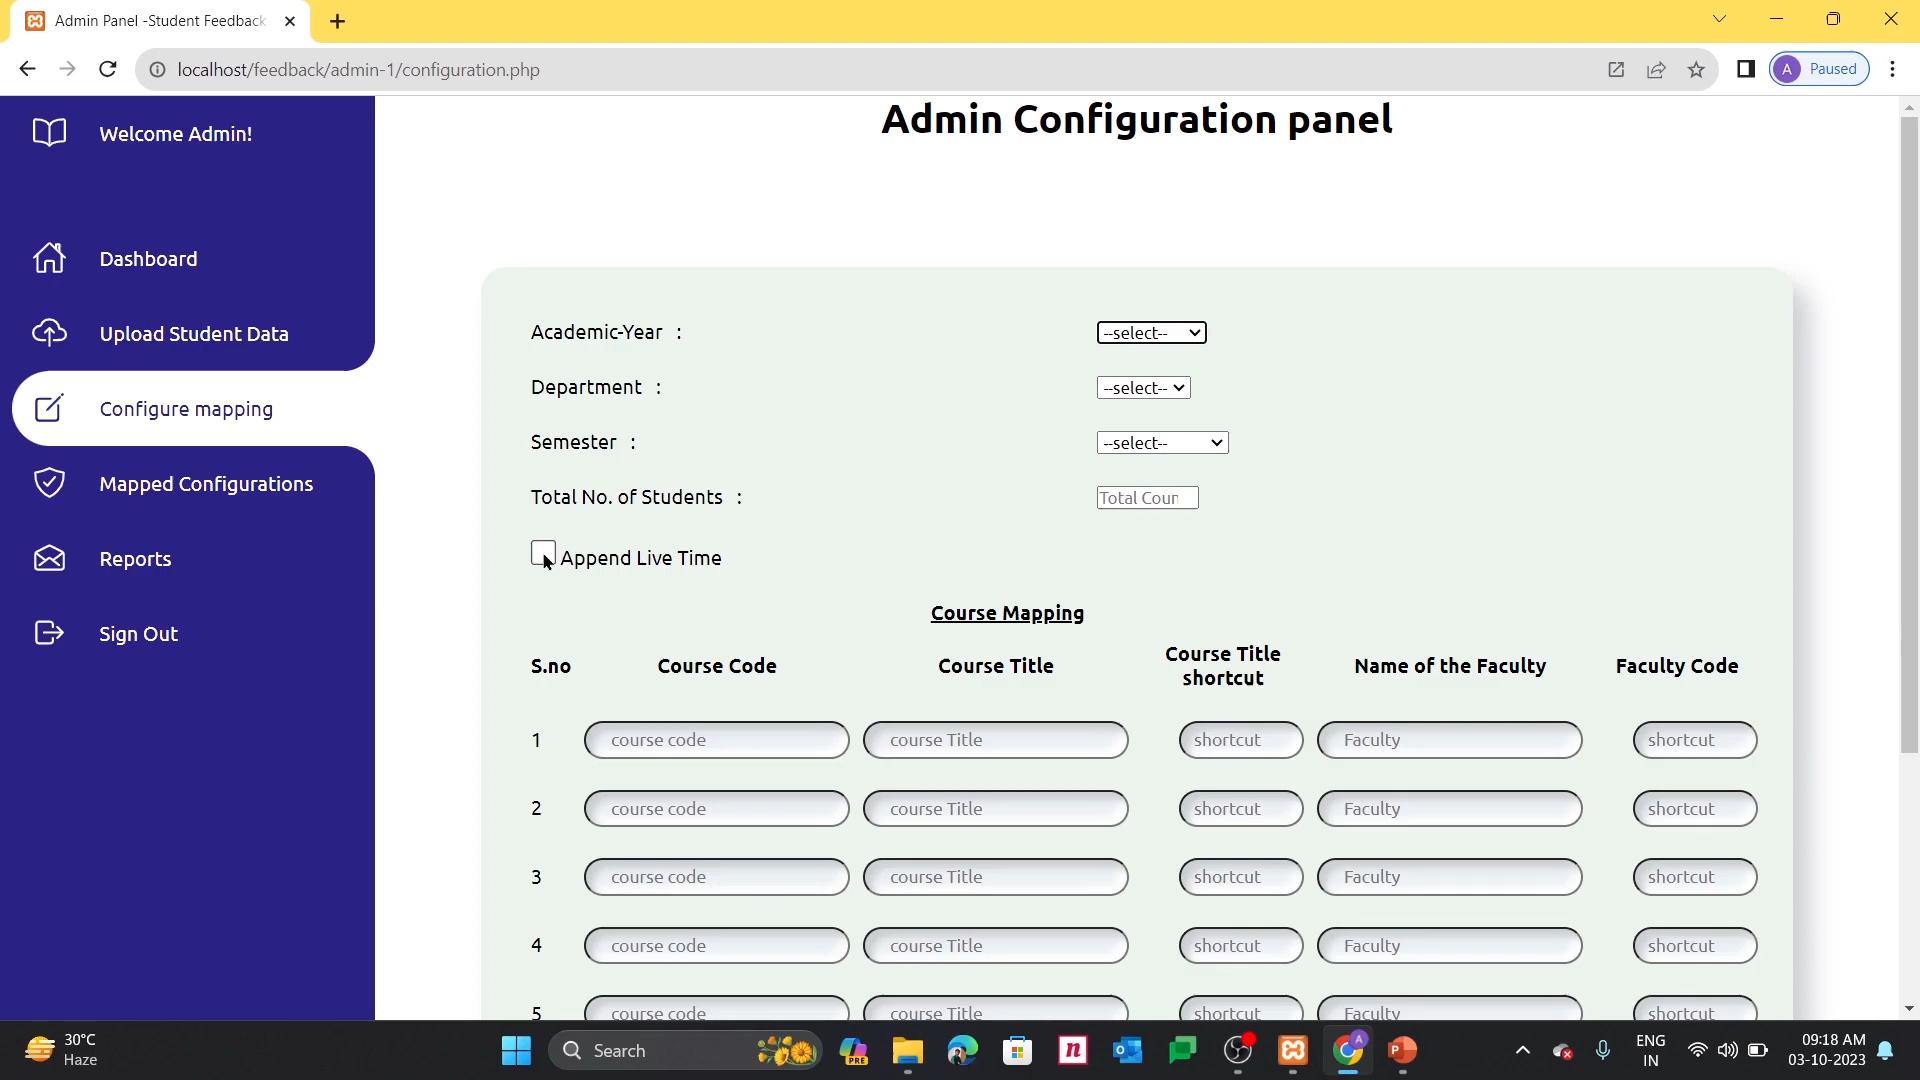 Admin Panel -Student Feedback
localhost/feedback/admin-1/configuration.php
A Paused
Welcome Admin!
Dashboard
Upload Student Data
Configure mapping
Mapped Configurations
Reports
Sign Out
Admin Configuration panel
Academic-Year :
--select--
Department :
--select--
Semester :
--select--
Total No. of Students :
Total Coun
Append Live Time
Course Mapping
S.no Course Code Course Title Course Title shortcut Name of the Faculty Faculty Code
1 course code course Title shortcut Faculty shortcut
2 course code course Title shortcut Faculty shortcut
3 course code course Title shortcut Faculty shortcut
4 course code course Title shortcut Faculty shortcut
5 course code course Title shortcut Faculty shortcut
30°C
Haze
Search
PRE
n
A
P
ENG
IN
09:18 AM
03-10-2023